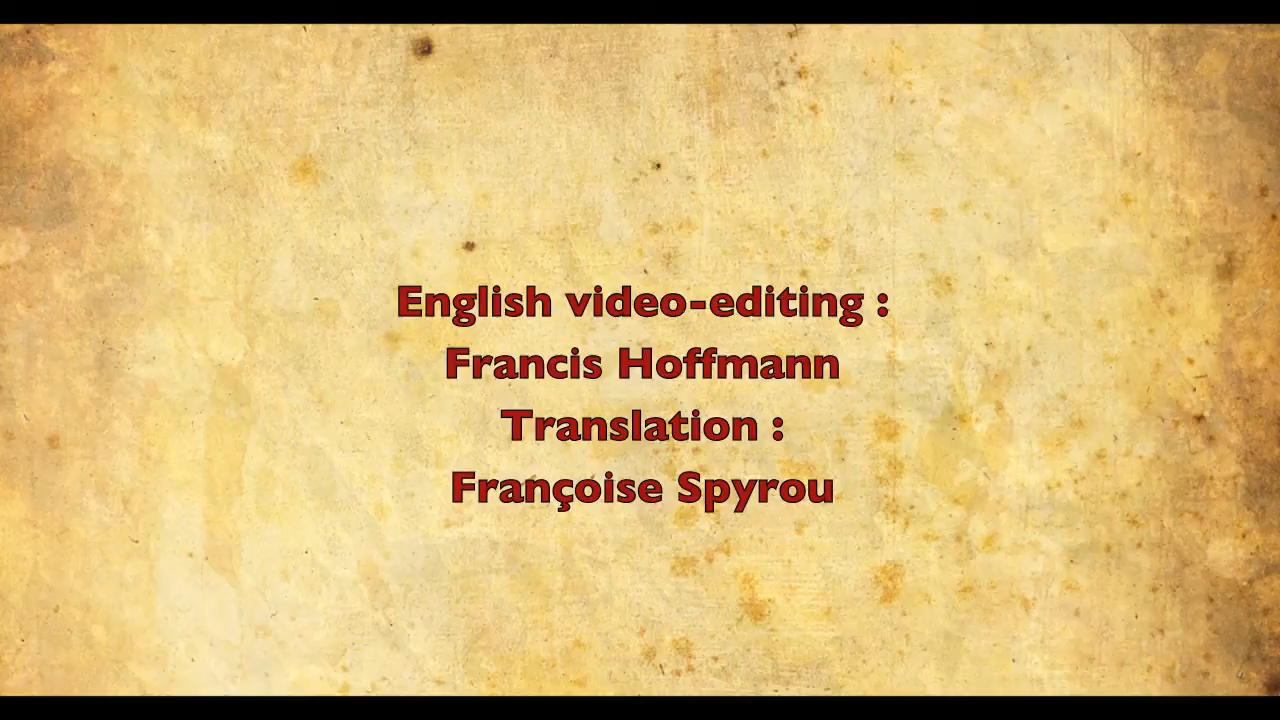 English video-editing :
Francis Hoffmann
Translation :
Françoise Spyrou